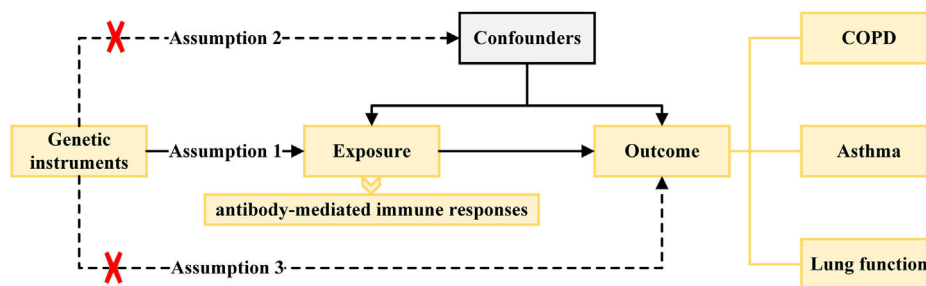 Assumption 2
Confounders
COPD
Genetic
instruments
Assumption 1
Exposure
Outcome
Asthma
antibody-mediated immune responses
Assumption 3
Lung function